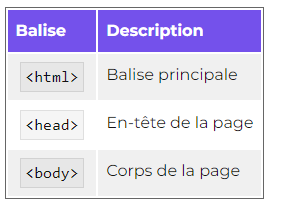 Balise Description
<html> Balise principale
<head> En-tête de la page
<body> Corps de la page